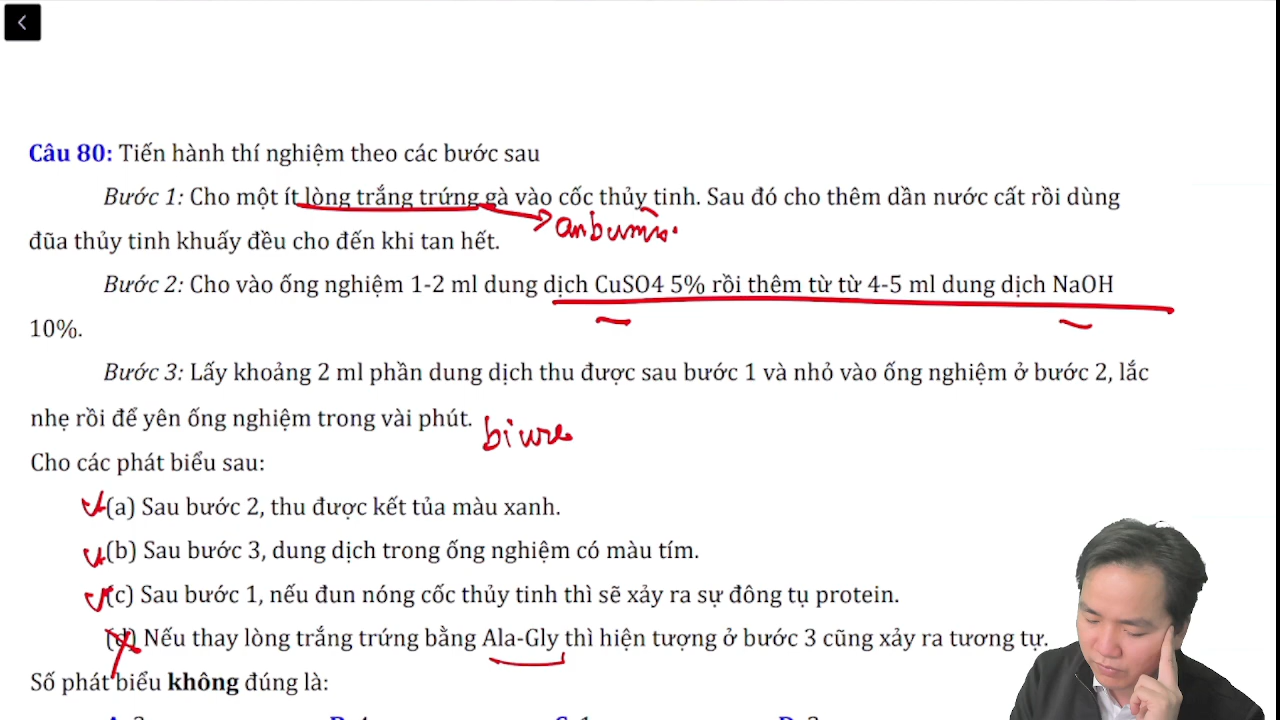 Câu 80: Tiến hành thí nghiệm theo các bước sau
Bước 1: Cho một ít lòng trắng trứng gà vào cốc thủy tinh. Sau đó cho thêm dần nước cất rồi dùng
đũa thủy tinh khuấy đều cho đến khi tan hết.
anbumin
Bước 2: Cho vào ống nghiệm 1-2 ml dung dịch CuSO4 5% rồi thêm từ từ 4-5 ml dung dịch NaOH
10%.
Bước 3: Lấy khoảng 2 ml phần dung dịch thu được sau bước 1 và nhỏ vào ống nghiệm ở bước 2, lắc
nhẹ rồi để yên ống nghiệm trong vài phút.
biure
Cho các phát biểu sau:
(a) Sau bước 2, thu được kết tủa màu xanh.
(b) Sau bước 3, dung dịch trong ống nghiệm có màu tím.
(c) Sau bước 1, nếu đun nóng cốc thủy tinh thì sẽ xảy ra sự đông tụ protein.
(d) Nếu thay lòng trắng trứng bằng Ala-Gly thì hiện tượng ở bước 3 cũng xảy ra tương tự.
Số phát biểu không đúng là: